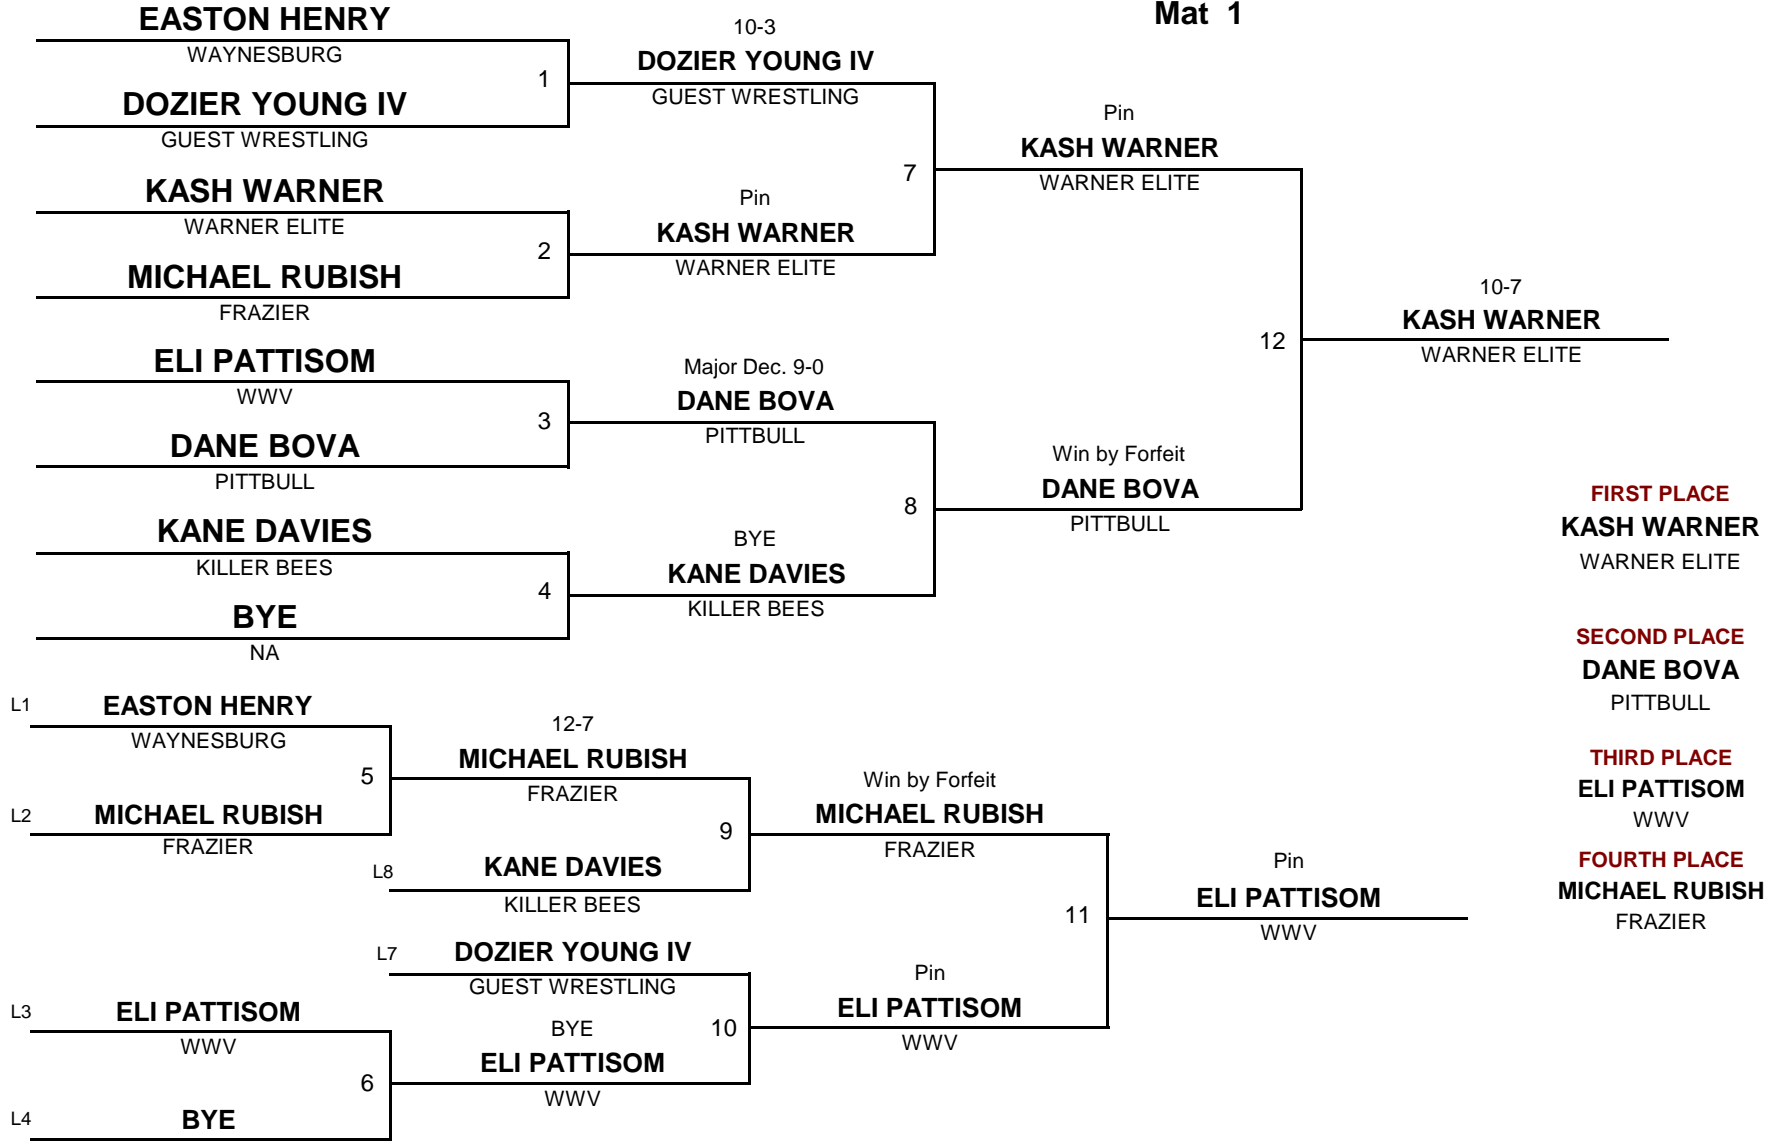 Mat 1
EASTON HENRY
WAYNESBURG
1
DOZIER YOUNG IV
GUEST WRESTLING
KASH WARNER
WARNER ELITE
2
MICHAEL RUBISH
FRAZIER
ELI PATTISOM
WWV
3
DANE BOVA
PITTBULL
KANE DAVIES
KILLER BEES
4
BYE
NA
10-3
DOZIER YOUNG IV
GUEST WRESTLING
7
Pin
KASH WARNER
WARNER ELITE
Major Dec. 9-0
DANE BOVA
PITTBULL
8
BYE
KANE DAVIES
KILLER BEES
Pin
KASH WARNER
WARNER ELITE
12
Win by Forfeit
DANE BOVA
PITTBULL
10-7
KASH WARNER
WARNER ELITE
FIRST PLACE
KASH WARNER
WARNER ELITE
SECOND PLACE
DANE BOVA
PITTBULL
THIRD PLACE
ELI PATTISOM
WWV
FOURTH PLACE
MICHAEL RUBISH
FRAZIER
L1 EASTON HENRY
WAYNESBURG
5
L2 MICHAEL RUBISH
FRAZIER
L3 ELI PATTISOM
WWV
6
L4 BYE
12-7
MICHAEL RUBISH
FRAZIER
9
L8 KANE DAVIES
KILLER BEES
L7 DOZIER YOUNG IV
GUEST WRESTLING
10
BYE
ELI PATTISOM
WWV
Win by Forfeit
MICHAEL RUBISH
FRAZIER
11
Pin
ELI PATTISOM
WWV
Pin
ELI PATTISOM
WWV